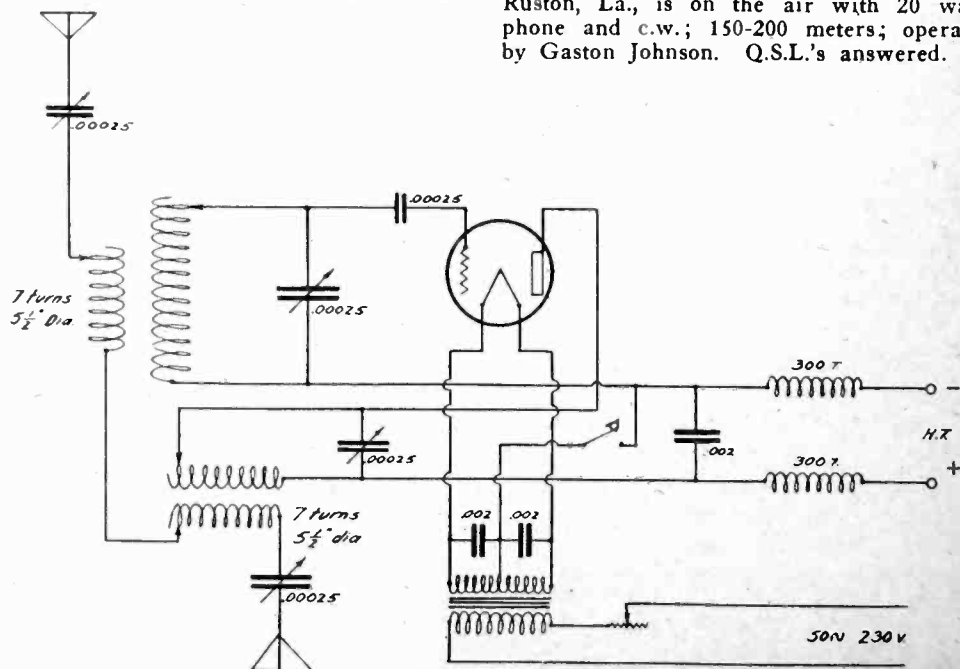 Ruston, La., is on the air with 20 wa
phone and c.w.; 150-200 meters; opera
by Gaston Johnson. Q.S.L.'s answered.
.00025
.00025
7 turns
5½" Dia.
.00025
300 T.
−
.00025
.002
H.T.
+
300 T.
7 turns
5½" dia
.002 .002
.00025
50~ 230 v.